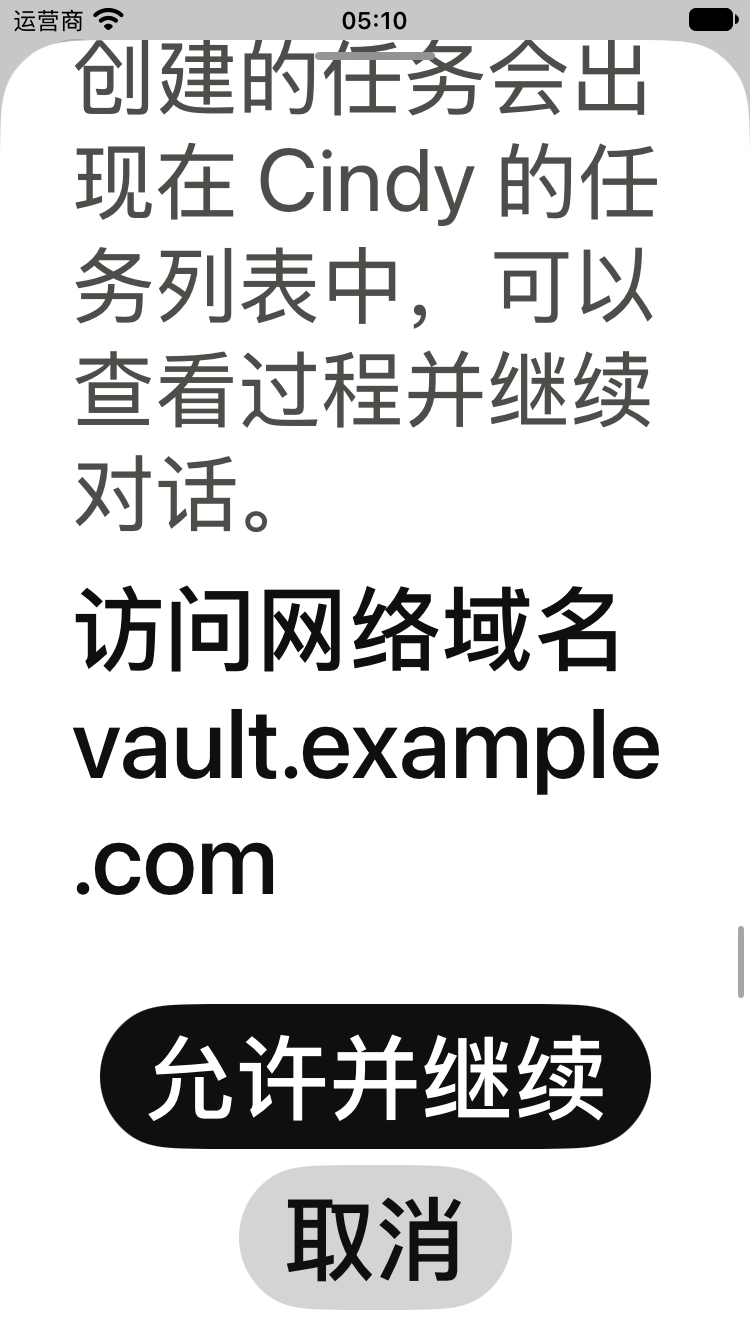 运营商
05:10
创建的任务会出
现在 Cindy 的任
务列表中，可以
查看过程并继续
对话。
访问网络域名
vault.example
.com
允许并继续
取消